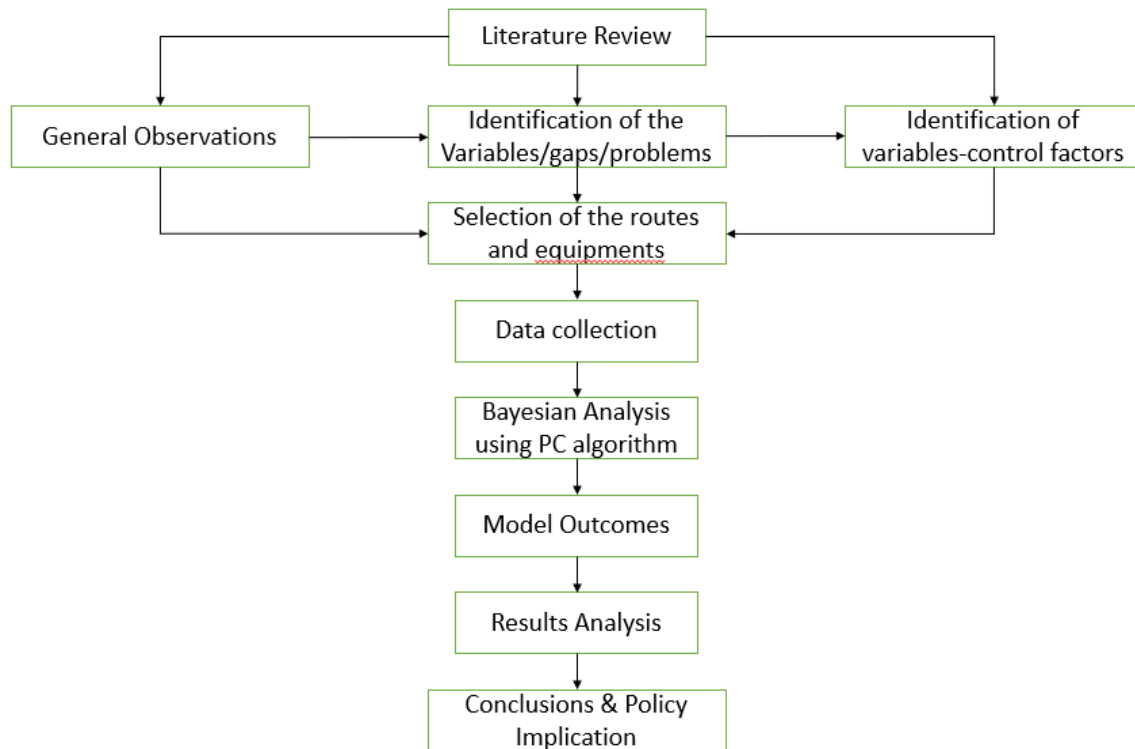 Literature Review
General Observations
Identification of the
Variables/gaps/problems
Identification of
variables-control factors
Selection of the routes
and equipments
Data collection
Bayesian Analysis
using PC algorithm
Model Outcomes
Results Analysis
Conclusions & Policy
Implication